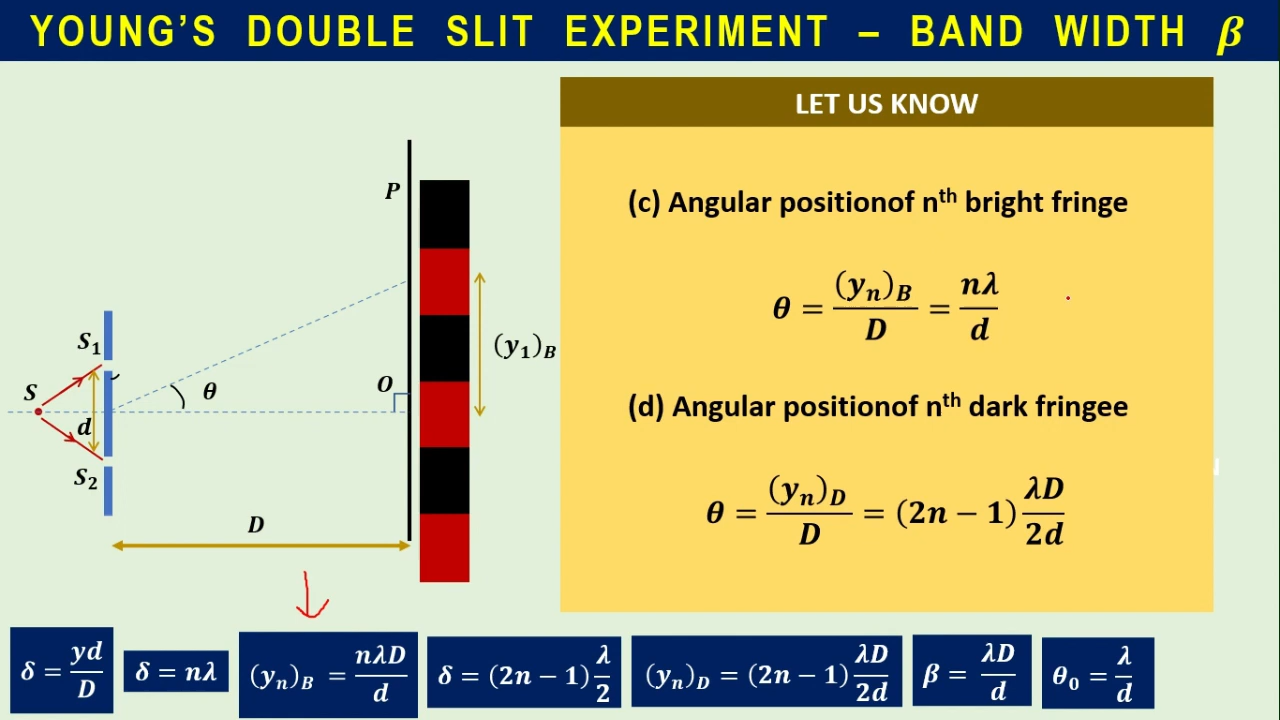 YOUNG'S DOUBLE SLIT EXPERIMENT – BAND WIDTH β
LET US KNOW
(c) Angular positionof nᵗʰ bright fringe
θ = (yₙ)_B / D = nλ / d
(d) Angular positionof nᵗʰ dark fringee
θ = (yₙ)_D / D = (2n − 1) λD / 2d
P
S₁
(y₁)_B
S
θ
O
d
S₂
D
δ = yd / D
δ = nλ
(yₙ)_B = nλD / d
δ = (2n − 1) λ / 2
(yₙ)_D = (2n − 1) λD / 2d
β = λD / d
θ₀ = λ / d